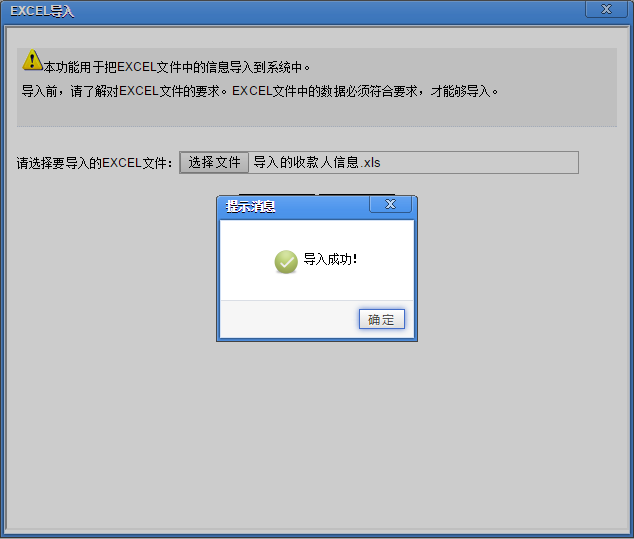 EXCEL导入
本功能用于把EXCEL文件中的信息导入到系统中。
导入前，请了解对EXCEL文件的要求。EXCEL文件中的数据必须符合要求，才能够导入。
请选择要导入的EXCEL文件： 选择文件 导入的收款人信息.xls
提示消息
导入成功!
确定